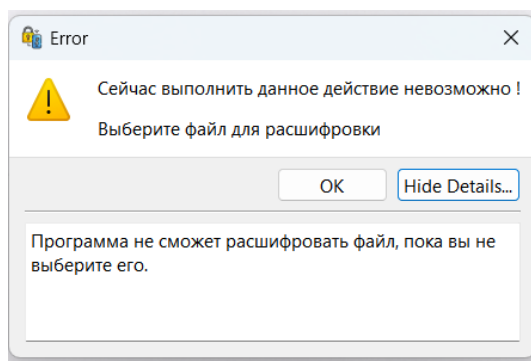 Error
Сейчас выполнить данное действие невозможно !
Выберите файл для расшифровки
OK
Hide Details...
Программа не сможет расшифровать файл, пока вы не
выберите его.